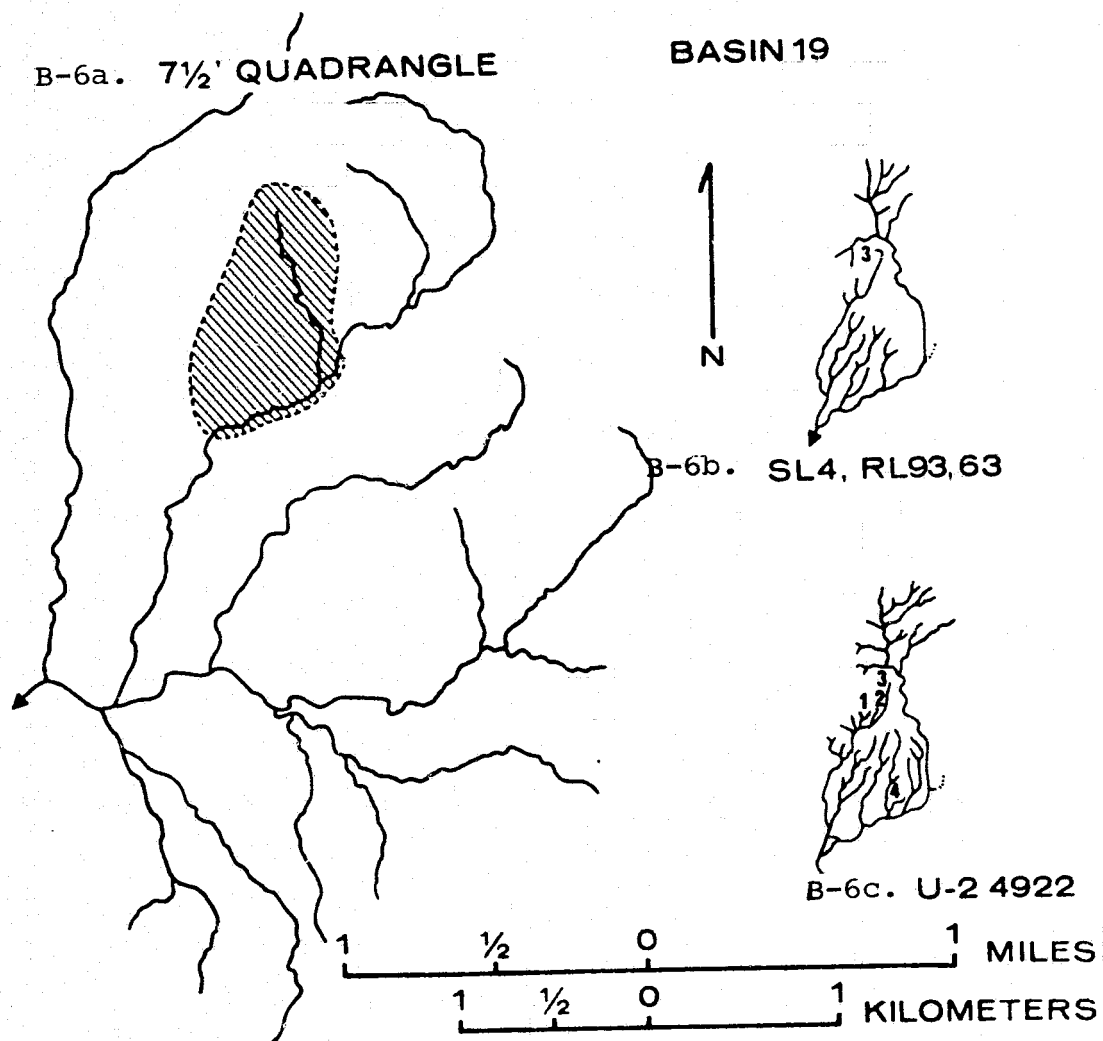 B-6a. 7½' QUADRANGLE
BASIN 19
N
3
B-6b. SL4, RL93,63
3
1 2
4
B-6c. U-2 4922
1 ½ 0 1 MILES
1 ½ 0 1 KILOMETERS